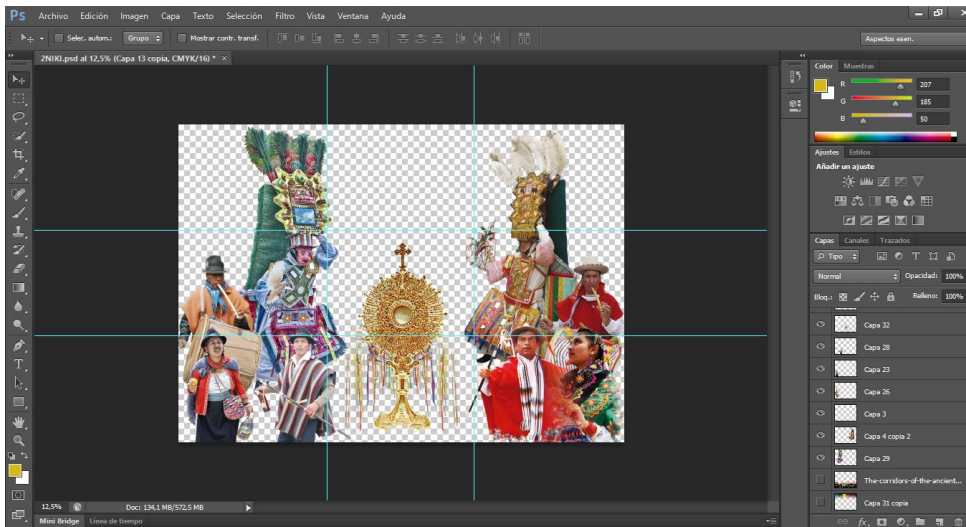 Ps Archivo Edición Imagen Capa Texto Selección Filtro Vista Ventana Ayuda
Selec. autom.: Grupo Mostrar contr. transf. Aspectos esen.
2NIKI.psd al 12,5% (Capa 13 copia, CMYK/16) * ×
Color Muestras
R 207
G 185
B 50
Ajustes Estilos
Añadir un ajuste
Capas Canales Trazados
Tipo
Normal Opacidad: 100%
Bloq.: Relleno: 100%
Capa 32
Capa 28
Capa 23
Capa 26
Capa 3
Capa 4 copia 2
Capa 29
The-corridors-of-the-ancient...
Capa 31 copia
12,5% Doc: 134,1 MB/572,5 MB
Mini Bridge Línea de tiempo